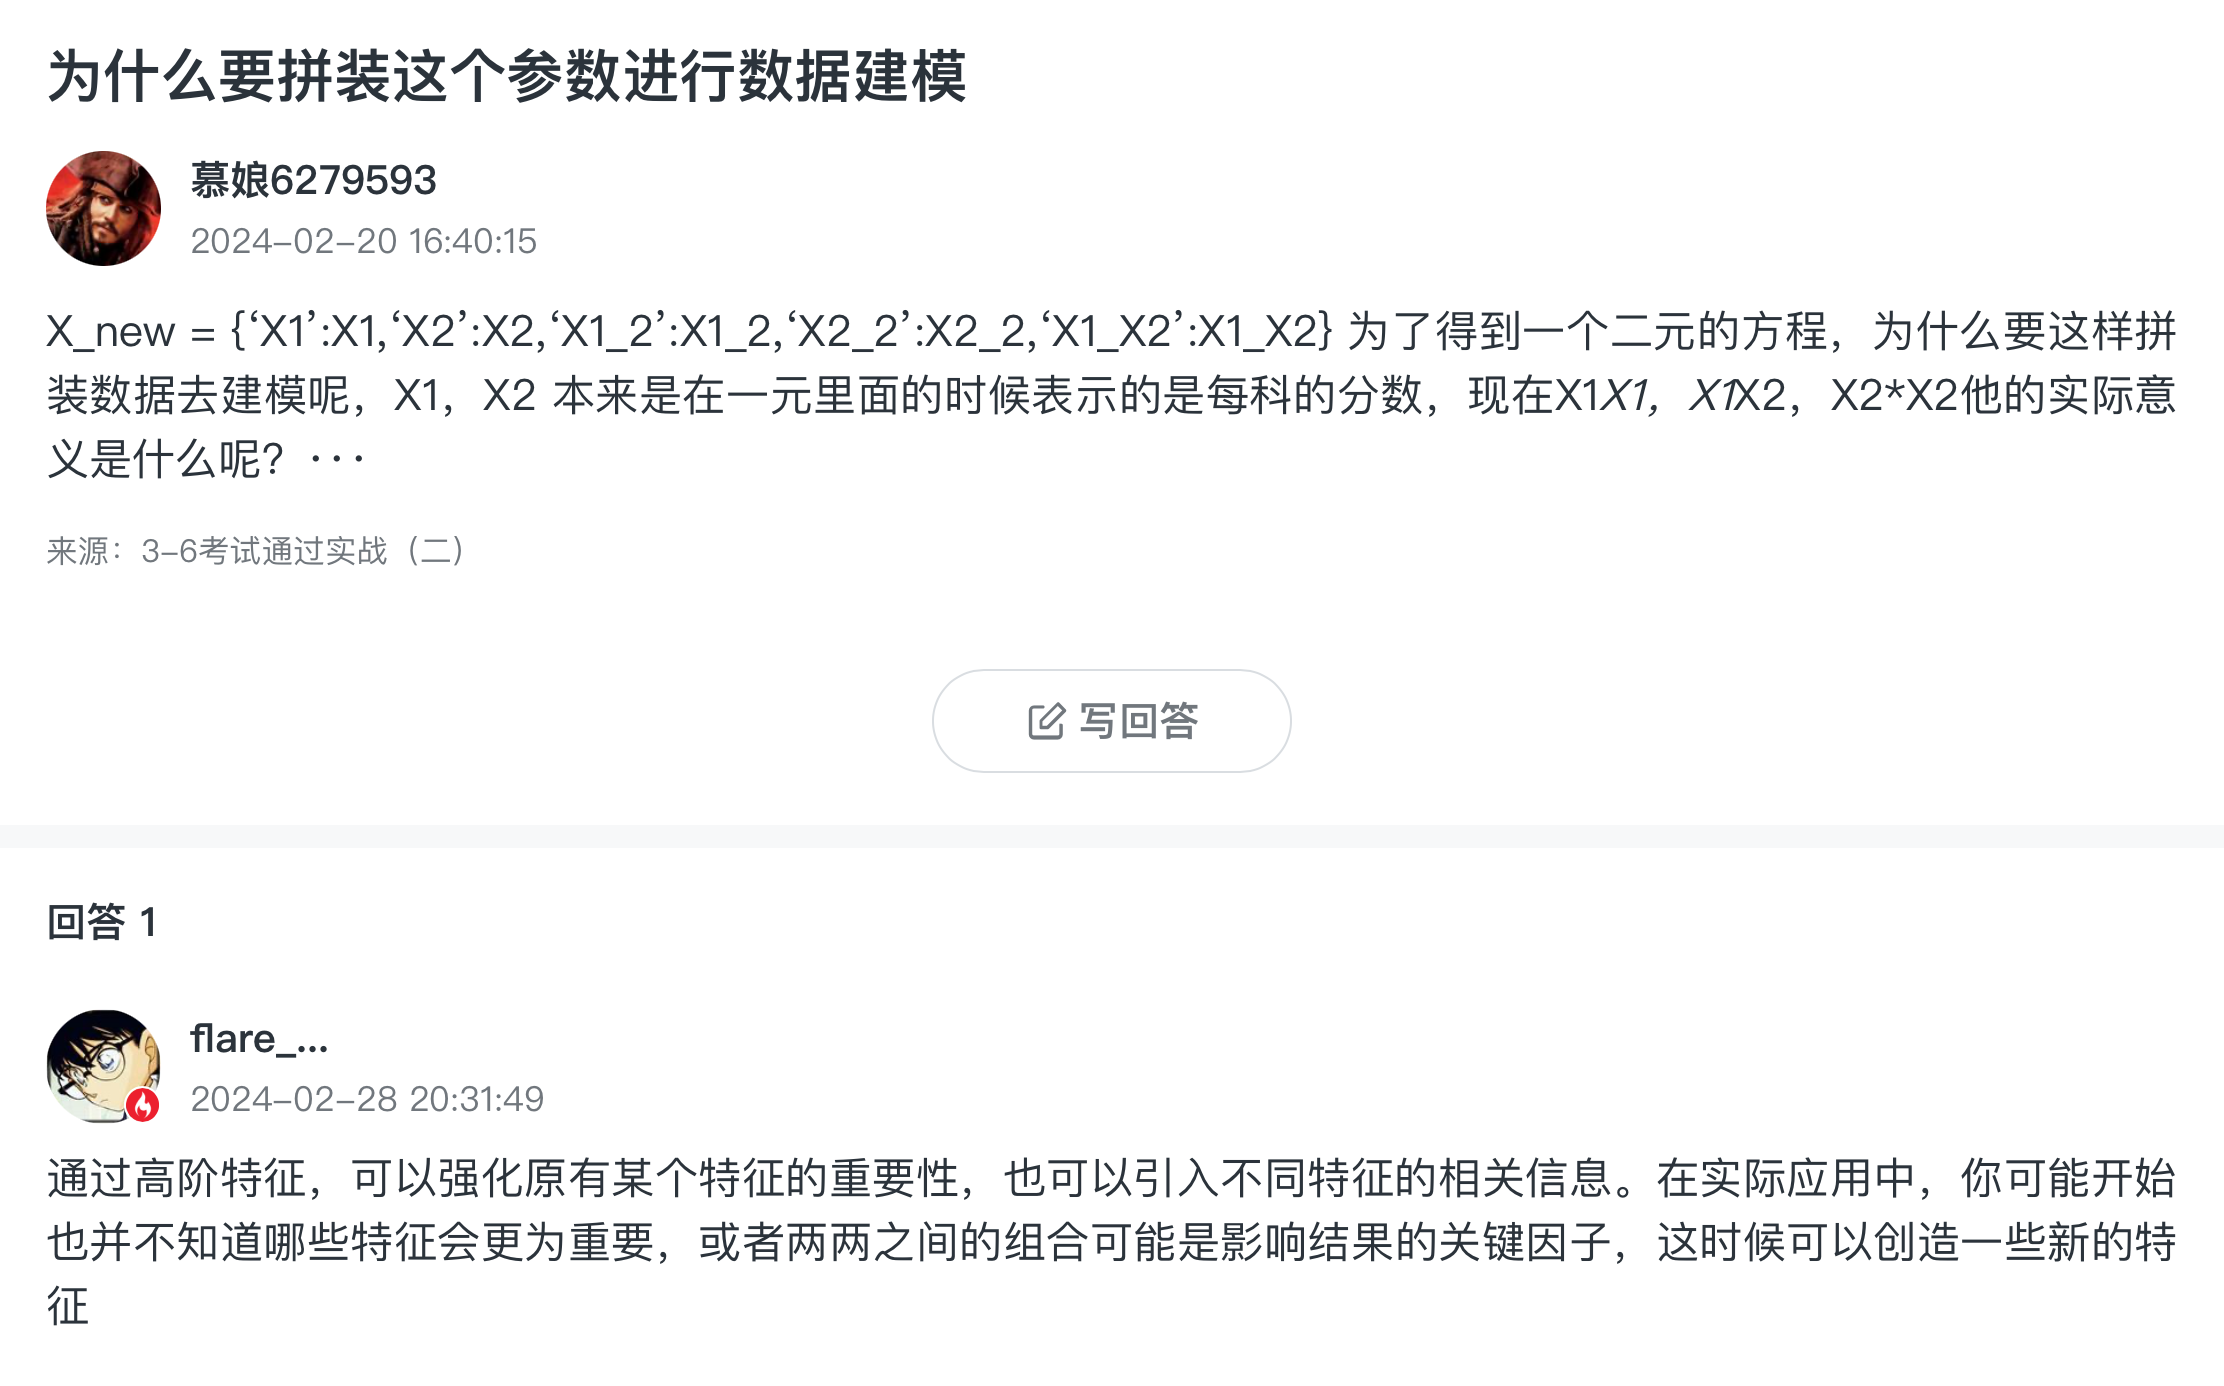 为什么要拼装这个参数进行数据建模
慕娘6279593
2024-02-20 16:40:15
X_new = {‘X1’:X1,‘X2’:X2,‘X1_2’:X1_2,‘X2_2’:X2_2,‘X1_X2’:X1_X2} 为了得到一个二元的方程，为什么要这样拼
装数据去建模呢，X1，X2 本来是在一元里面的时候表示的是每科的分数，现在X1X1，X1X2，X2*X2他的实际意
义是什么呢？···
来源：3-6考试通过实战（二）
写回答
回答 1
flare_...
2024-02-28 20:31:49
通过高阶特征，可以强化原有某个特征的重要性，也可以引入不同特征的相关信息。在实际应用中，你可能开始
也并不知道哪些特征会更为重要，或者两两之间的组合可能是影响结果的关键因子，这时候可以创造一些新的特
征